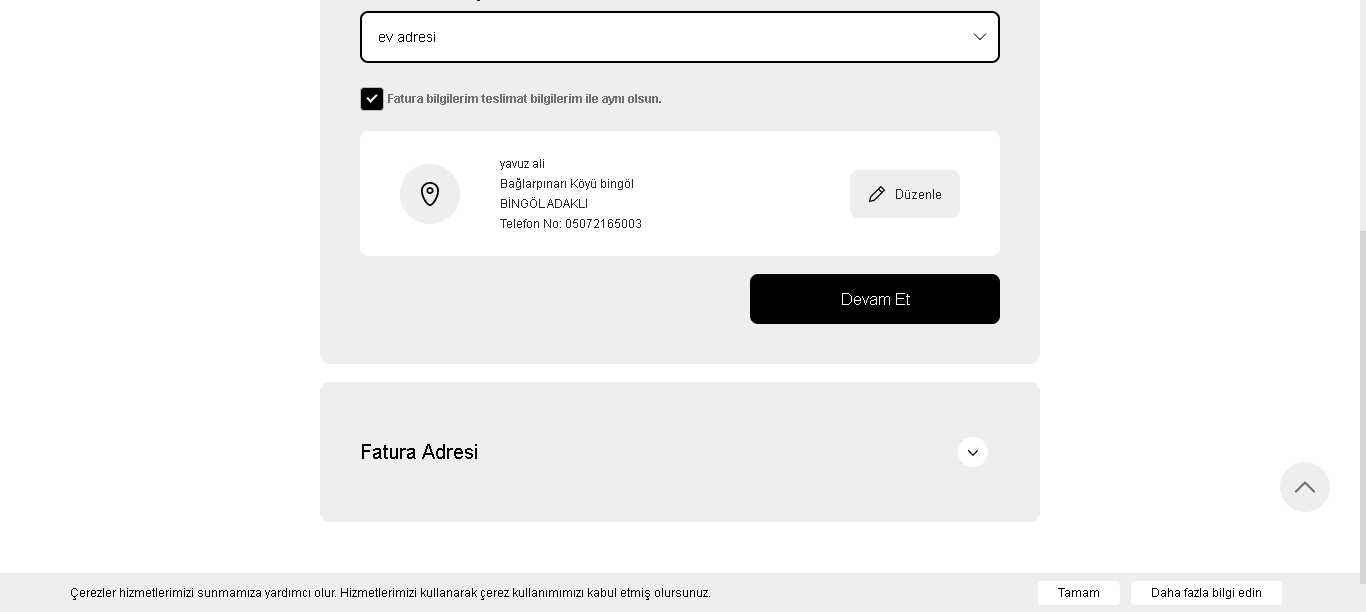 ev adresi
Fatura bilgilerim teslimat bilgilerim ile aynı olsun.
yavuz ali
Bağlarpınarı Köyü bingöl
BİNGÖL ADAKLI
Telefon No: 05072165003
Düzenle
Devam Et
Fatura Adresi
Çerezler hizmetlerimizi sunmamıza yardımcı olur. Hizmetlerimizi kullanarak çerez kullanımımızı kabul etmiş olursunuz.
Tamam
Daha fazla bilgi edin